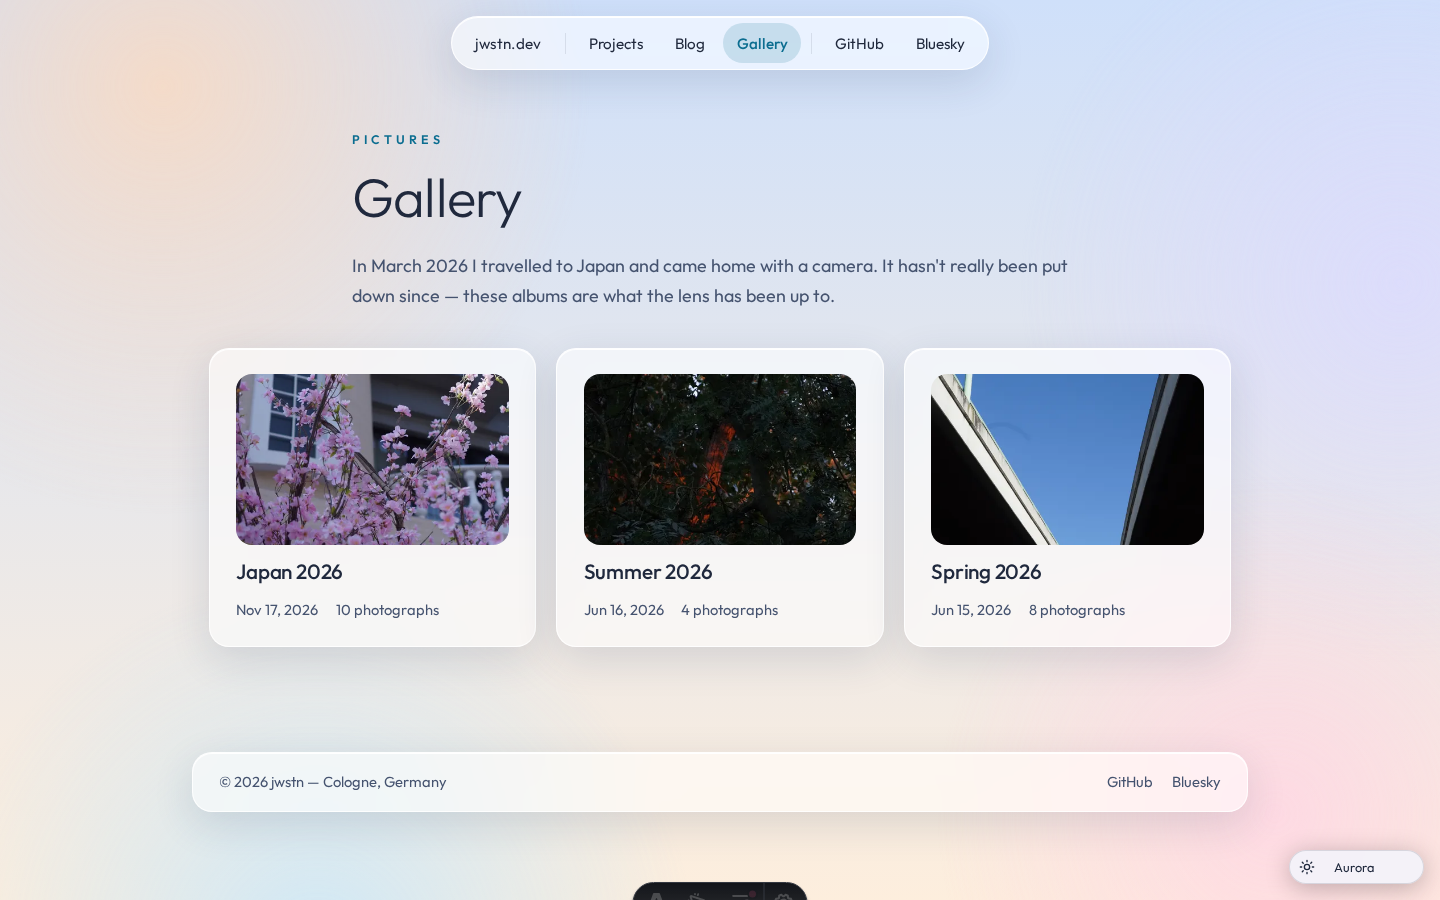 jwstn.dev Projects Blog Gallery GitHub Bluesky
PICTURES
Gallery
In March 2026 I travelled to Japan and came home with a camera. It hasn't really been put
down since — these albums are what the lens has been up to.
Japan 2026
Nov 17, 2026 10 photographs
Summer 2026
Jun 16, 2026 4 photographs
Spring 2026
Jun 15, 2026 8 photographs
© 2026 jwstn — Cologne, Germany GitHub Bluesky
Aurora